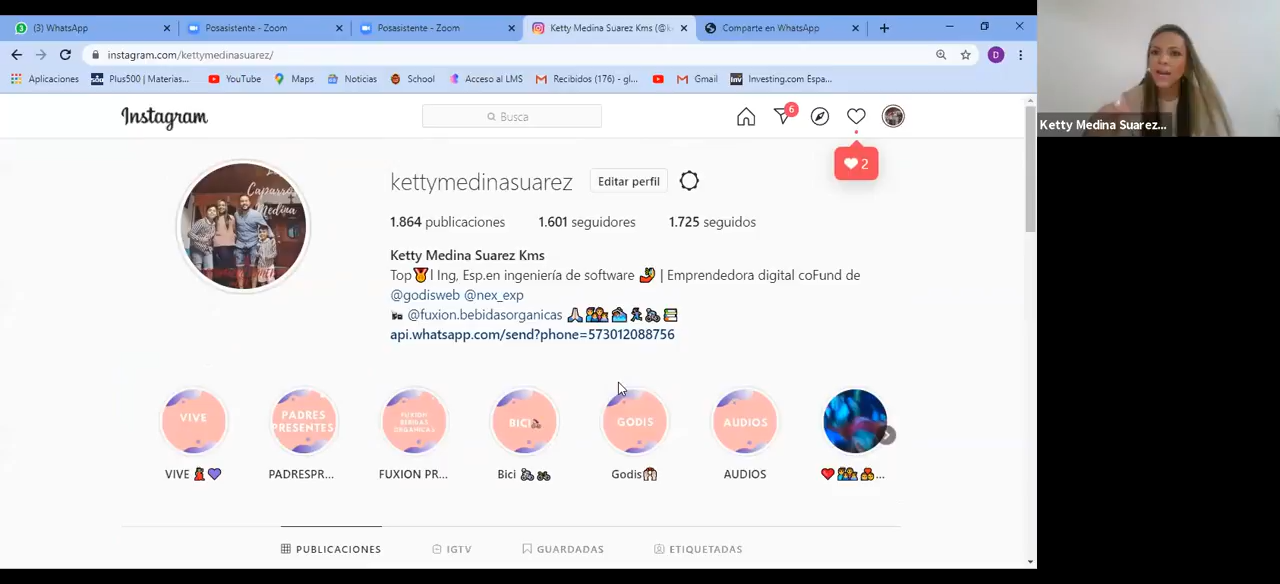 (3) WhatsApp
Posasistente - Zoom
Posasistente - Zoom
Ketty Medina Suarez Kms (@k
Comparte en WhatsApp
instagram.com/kettymedinasuarez/
D
Aplicaciones
Plus500 | Materias...
YouTube
Maps
Noticias
School
Acceso al LMS
Recibidos (176) - gl...
Gmail
Inv
Investing.com Espa...
Instagram
Busca
6
2
Ketty Medina Suarez...
kettymedinasuarez
Editar perfil
1.864 publicaciones
1.601 seguidores
1.725 seguidos
Ketty Medina Suarez Kms
Top🏅l Ing, Esp.en ingeniería de software 🤳 | Emprendedora digital coFund de
@godisweb @nex_exp
@fuxion.bebidasorganicas
api.whatsapp.com/send?phone=573012088756
Caparros
Medina
VIVE
PADRES
PRESENTES
FUXION
BEBIDAS
ORGANICAS
BICI
GODIS
AUDIOS
VIVE
PADRESPR...
FUXION PR...
Bici
Godis
AUDIOS
...
PUBLICACIONES
IGTV
GUARDADAS
ETIQUETADAS